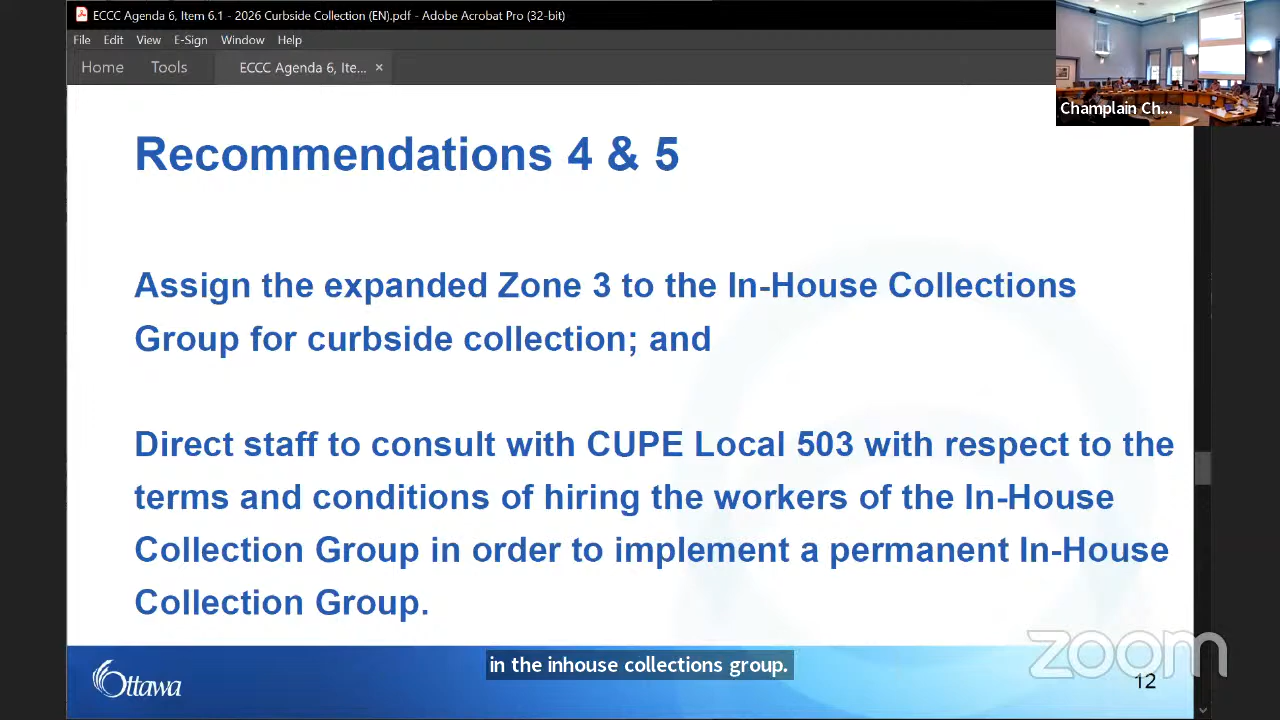 ECCC Agenda 6, Item 6.1 - 2026 Curbside Collection (EN).pdf - Adobe Acrobat Pro (32-bit)
File Edit View E-Sign Window Help
Home Tools ECCC Agenda 6, Ite... ×
Champlain Ch...
Recommendations 4 & 5
Assign the expanded Zone 3 to the In-House Collections
Group for curbside collection; and
Direct staff to consult with CUPE Local 503 with respect to the
terms and conditions of hiring the workers of the In-House
Collection Group in order to implement a permanent In-House
Collection Group.
zoom
in the inhouse collections group.
Ottawa
12